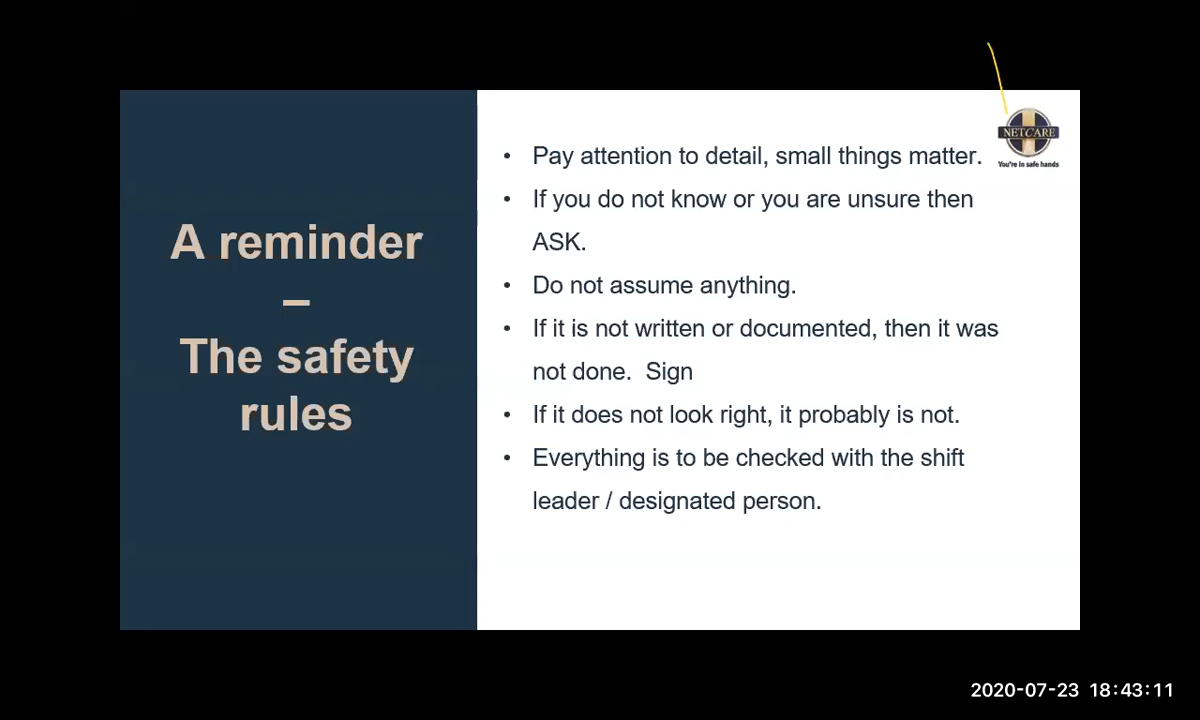 A reminder
–
The safety
rules
• Pay attention to detail, small things matter.
• If you do not know or you are unsure then
ASK.
• Do not assume anything.
• If it is not written or documented, then it was
not done.  Sign
• If it does not look right, it probably is not.
• Everything is to be checked with the shift
leader / designated person.
NETCARE
You're in safe hands
2020-07-23 18:43:11